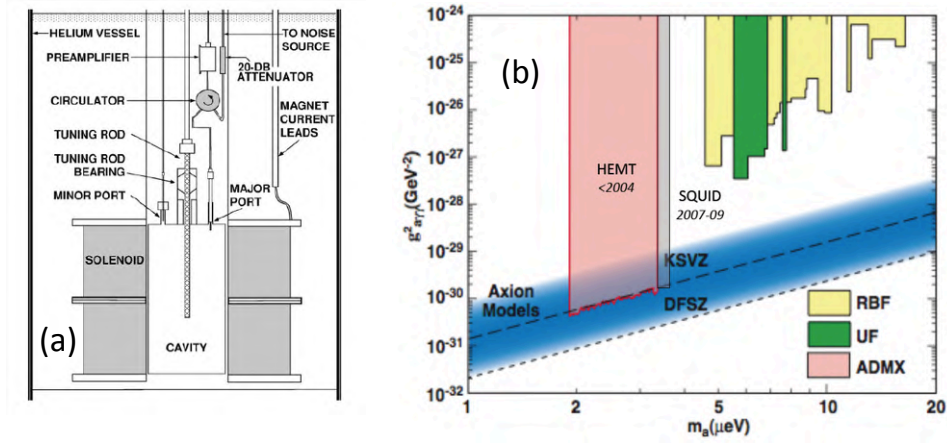 HELIUM VESSEL
PREAMPLIFIER
TO NOISE
SOURCE
20-DB
ATTENUATOR
CIRCULATOR
MAGNET
CURRENT
LEADS
TUNING ROD
TUNING ROD
BEARING
MINOR PORT
MAJOR
PORT
SOLENOID
CAVITY
(a)
(b)
g²aγγ(GeV⁻²)
10⁻²⁴
10⁻²⁵
10⁻²⁶
10⁻²⁷
10⁻²⁸
10⁻²⁹
10⁻³⁰
10⁻³¹
10⁻³²
HEMT
<2004
SQUID
2007-09
KSVZ
Axion
Models
DFSZ
RBF
UF
ADMX
1
2
5
10
20
mₐ(μeV)